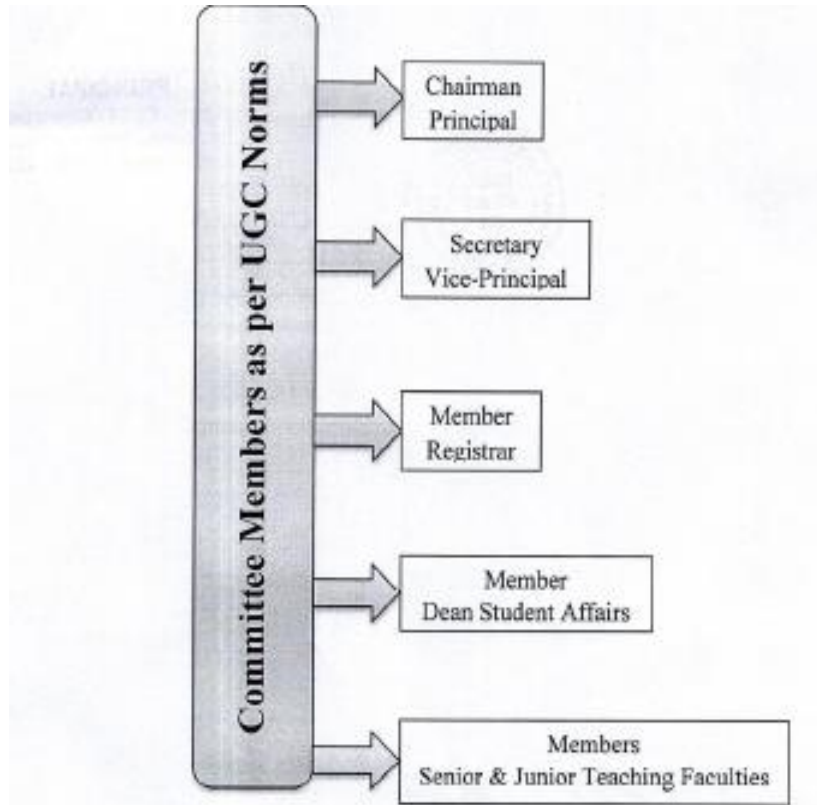 Committee Members as per UGC Norms
Chairman
Principal
Secretary
Vice-Principal
Member
Registrar
Member
Dean Student Affairs
Members
Senior & Junior Teaching Faculties